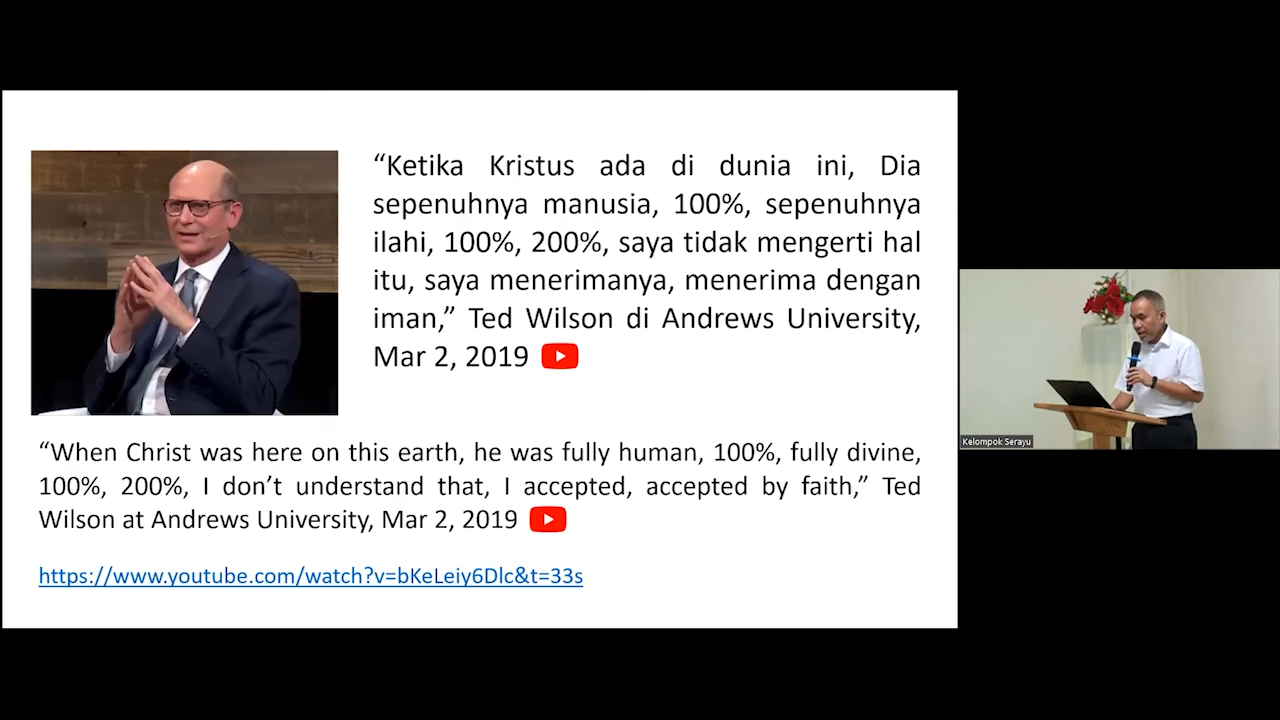 “Ketika Kristus ada di dunia ini, Dia
sepenuhnya manusia, 100%, sepenuhnya
ilahi, 100%, 200%, saya tidak mengerti hal
itu, saya menerimanya, menerima dengan
iman,” Ted Wilson di Andrews University,
Mar 2, 2019
“When Christ was here on this earth, he was fully human, 100%, fully divine,
100%, 200%, I don’t understand that, I accepted, accepted by faith,” Ted
Wilson at Andrews University, Mar 2, 2019
https://www.youtube.com/watch?v=bKeLeiy6Dlc&t=33s
Kelompok Serayu